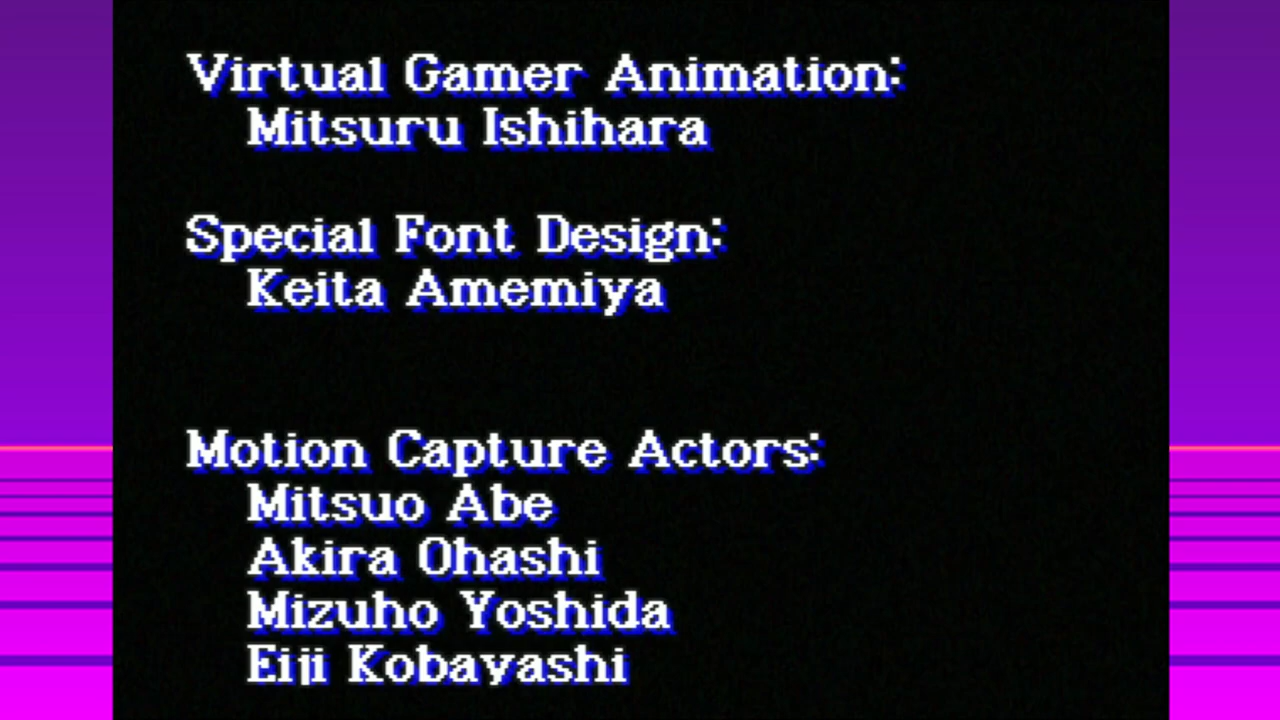 Virtual Gamer Animation:
Mitsuru Ishihara
Special Font Design:
Keita Amemiya
Motion Capture Actors:
Mitsuo Abe
Akira Ohashi
Mizuho Yoshida
Eiji Kobayashi